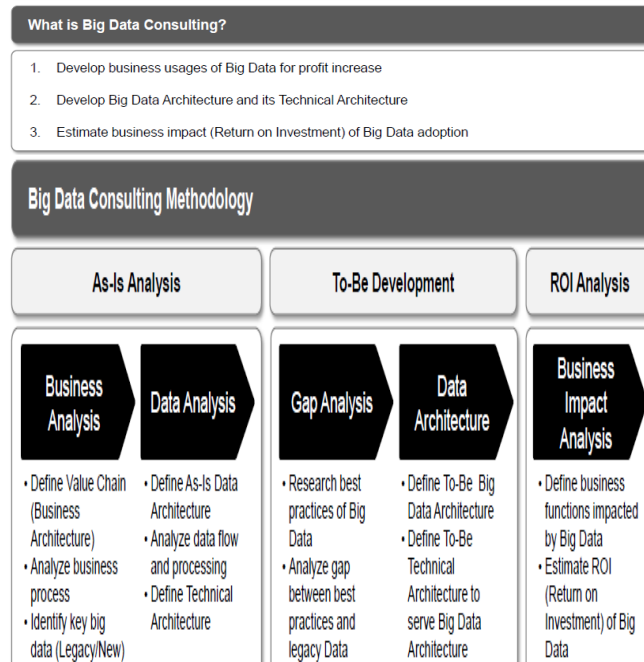 What is Big Data Consulting?
1. Develop business usages of Big Data for profit increase
2. Develop Big Data Architecture and its Technical Architecture
3. Estimate business impact (Return on Investment) of Big Data adoption
Big Data Consulting Methodology
As-Is Analysis
Business
Analysis
• Define Value Chain
(Business
Architecture)
• Analyze business
process
• Identify key big
data (Legacy/New)
Data Analysis
• Define As-Is Data
Architecture
• Analyze data flow
and processing
• Define Technical
Architecture
To-Be Development
Gap Analysis
• Research best
practices of Big
Data
• Analyze gap
between best
practices and
legacy Data
Data
Architecture
• Define To-Be Big
Data Architecture
• Define To-Be
Technical
Architecture to
serve Big Data
Architecture
ROI Analysis
Business
Impact
Analysis
• Define business
functions impacted
by Big Data
• Estimate ROI
(Return on
Investment) of Big
Data